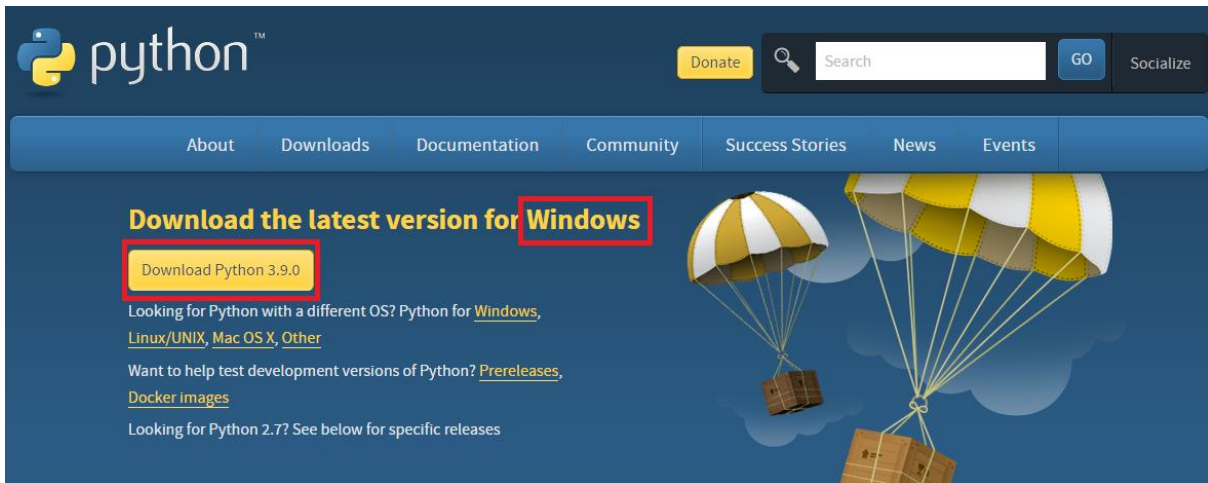 python™
Donate
Search
GO
Socialize
About Downloads Documentation Community Success Stories News Events
Download the latest version for Windows
Download Python 3.9.0
Looking for Python with a different OS? Python for Windows,
Linux/UNIX, Mac OS X, Other
Want to help test development versions of Python? Prereleases,
Docker images
Looking for Python 2.7? See below for specific releases